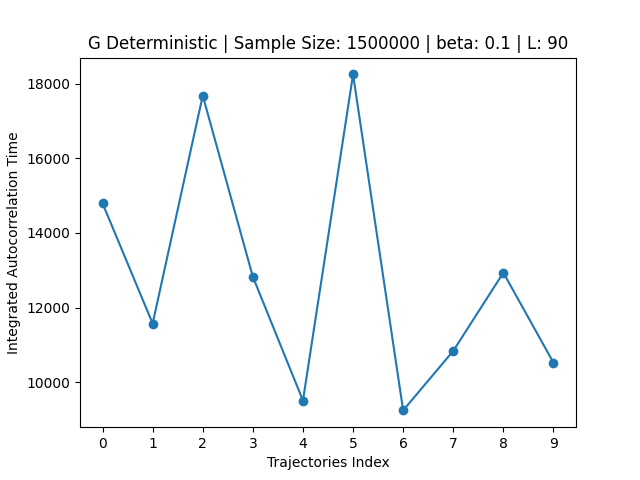 G Deterministic | Sample Size: 1500000 | beta: 0.1 | L: 90
Integrated Autocorrelation Time
18000
16000
14000
12000
10000
0 1 2 3 4 5 6 7 8 9
Trajectories Index